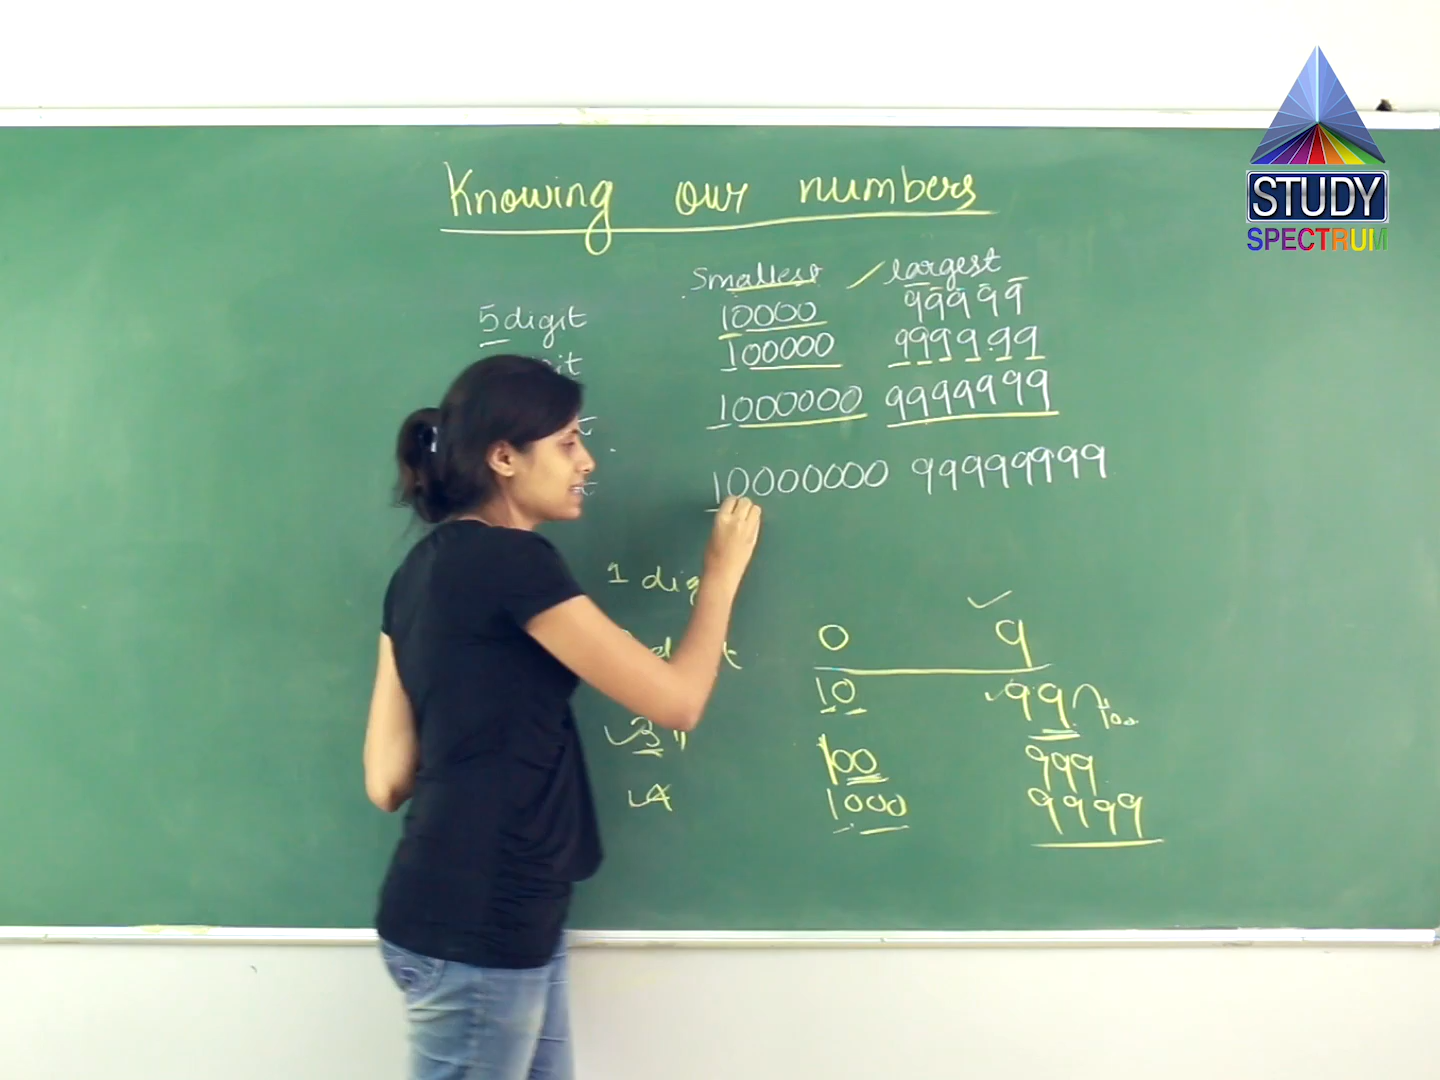 STUDY
SPECTRUM
Knowing our numbers
Smallest largest
5 digit 10000 99999
100000 999999
1000000 9999999
10000000 99999999
1 dig
0 9
10 99
3 " 100 999
4 1000 9999